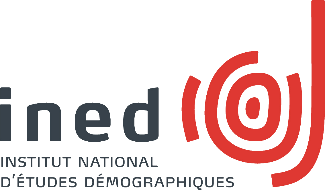 ined
INSTITUT NATIONAL
D'ÉTUDES DÉMOGRAPHIQUES